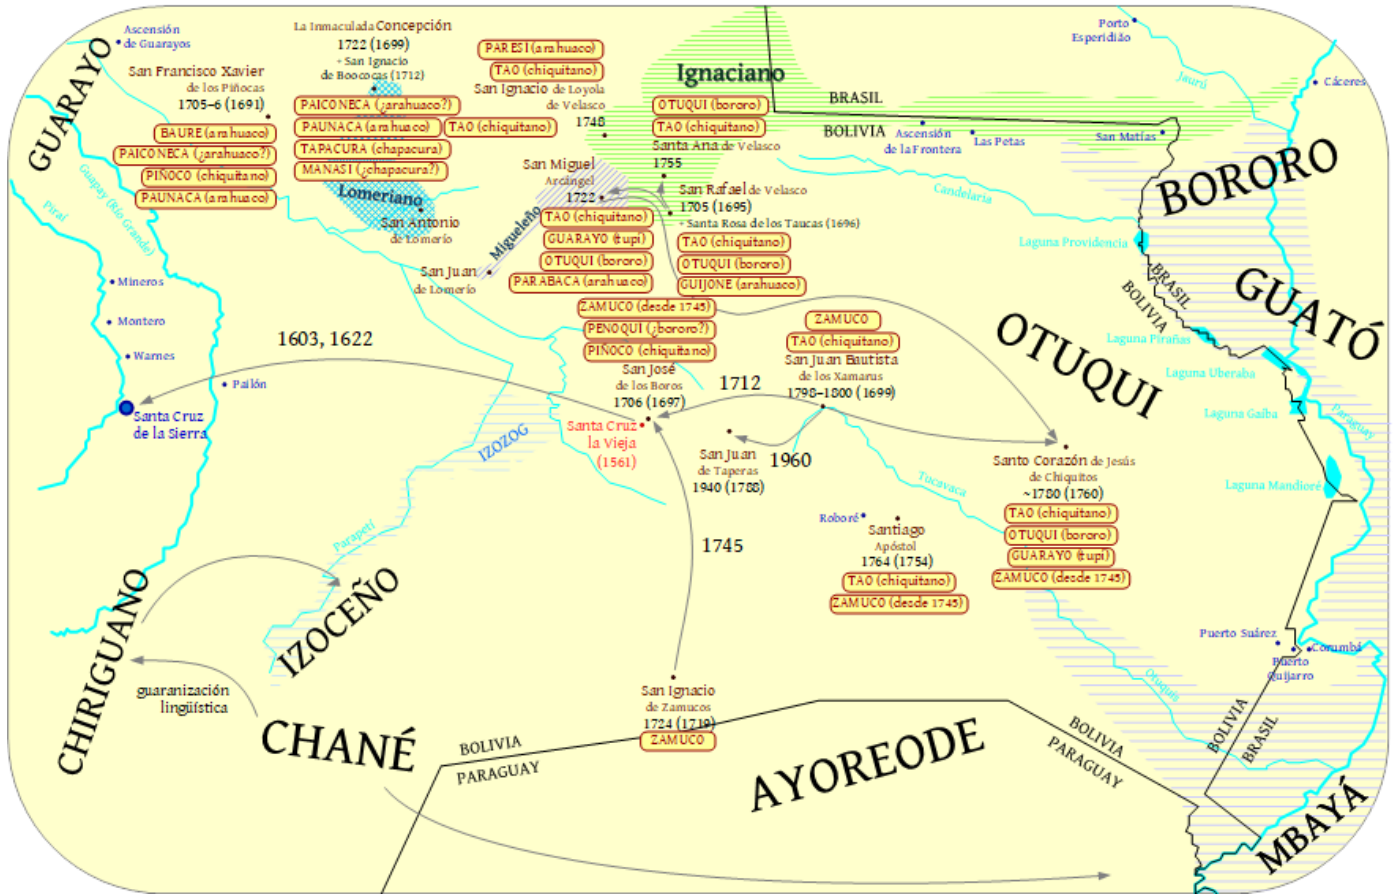 GUARAYO
Ascensión
de Guarayos
San Francisco Xavier
de los Piñocas
1705–6 (1691)
BAURE (arahuaco)
PAICONECA (¿arahuaco?)
PIÑOCO (chiquitano)
PAUNACA (arahuaco)
La Inmaculada Concepción
1722 (1699)
+ San Ignacio
de Boococas (1712)
PAICONECA (¿arahuaco?)
PAUNACA (arahuaco)
TAO (chiquitano)
TAPACURA (chapacura)
MANASI (¿chapacura?)
Lomeriano
San Antonio
de Lomerío
PARESÍ (arahuaco)
TAO (chiquitano)
San Ignacio de Loyola
de Velasco
1748
Ignaciano
OTUQUI (bororo)
TAO (chiquitano)
Santa Ana de Velasco
1755
San Miguel
Arcángel
1722
Migueleño
TAO (chiquitano)
GUARAYO (tupí)
OTUQUI (bororo)
PARABACA (arahuaco)
San Juan
de Lomerío
San Rafael de Velasco
1705 (1695)
+ Santa Rosa de los Taucas (1696)
TAO (chiquitano)
OTUQUI (bororo)
GUIJONE (arahuaco)
BRASIL
BOLIVIA
Ascensión
de la Frontera
Las Petas
San Matías
Porto
Esperidião
Jaurú
Cáceres
BORORO
Candelaria
Laguna Providencia
BRASIL
BOLIVIA
GUATÓ
Laguna Pirañas
Laguna Uberaba
Laguna Gaiba
Paraguay
Laguna Mandioré
OTUQUI
Piraí
Guapay (Río Grande)
Mineros
Montero
Warnes
Pailón
Santa Cruz
de la Sierra
1603, 1622
ZAMUCO (desde 1745)
PENOQUI (¿bororo?)
PIÑOCO (chiquitano)
San José
de los Boros
1706 (1697)
Santa Cruz
la Vieja
(1561)
1712
ZAMUCO
TAO (chiquitano)
San Juan Bautista
de los Xamarus
1798–1800 (1699)
San Juan
de Taperas
1940 (1788)
1960
Tucavaca
Santo Corazón de Jesús
de Chiquitos
~1780 (1760)
TAO (chiquitano)
OTUQUI (bororo)
GUARAYO (tupí)
ZAMUCO (desde 1745)
Roboré
Santiago
Apóstol
1764 (1754)
TAO (chiquitano)
ZAMUCO (desde 1745)
IZOZOG
Parapetí
1745
CHIRIGUANO
IZOCEÑO
guaranización
lingüística
CHANÉ
San Ignacio
de Zamucos
1724 (1719)
ZAMUCO
BOLIVIA
PARAGUAY
AYOREODE
BOLIVIA
PARAGUAY
Otuquis
Puerto Suárez
Puerto
Quijarro
Corumbá
BOLIVIA
BRASIL
MBAYÁ